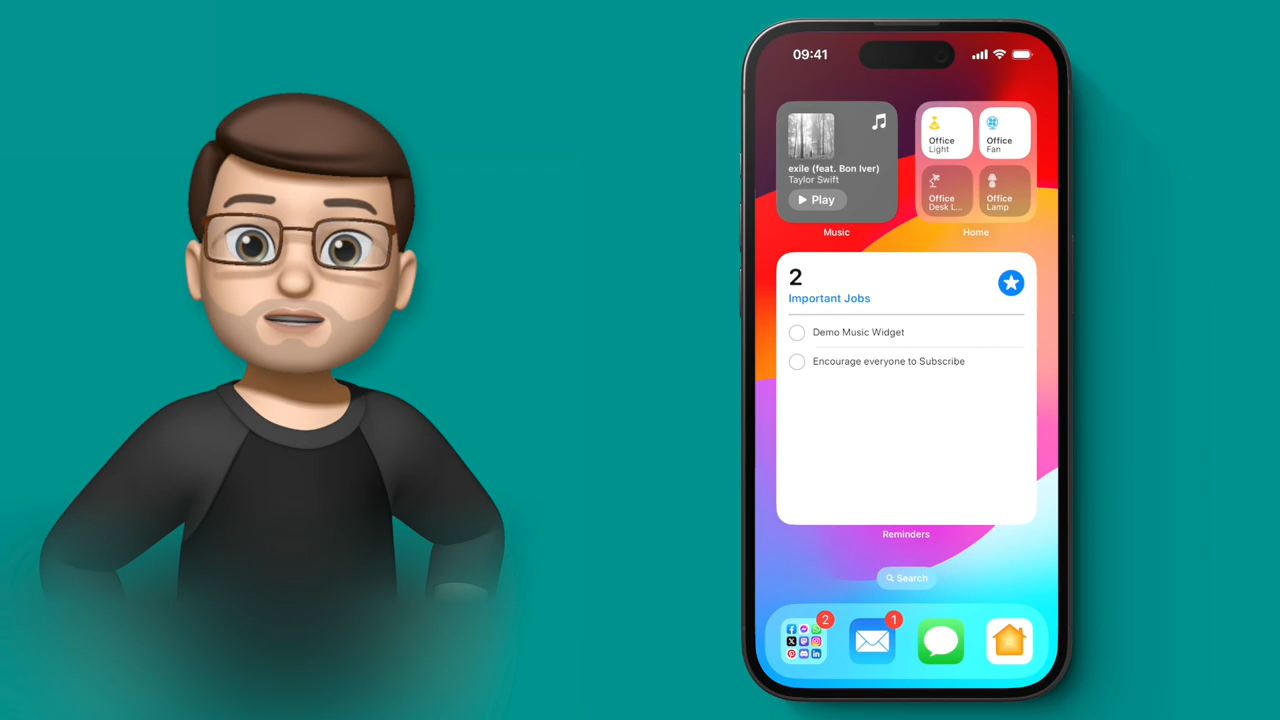 09:41
exile (feat. Bon Iver)
Taylor Swift
Play
Music
Office
Light
Office
Fan
Office
Desk L...
Office
Lamp
Home
2
Important Jobs
Demo Music Widget
Encourage everyone to Subscribe
Reminders
Search
2
1